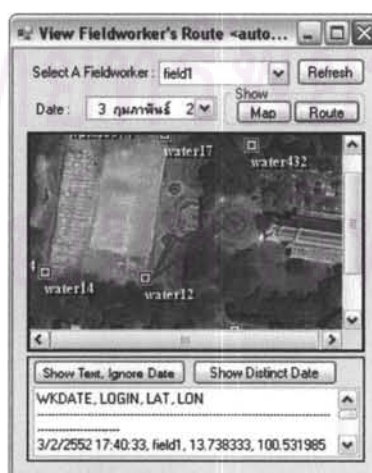 View Fieldworker's Route <auto...
Select A Fieldworker : field1 Refresh
Show
Date : 3 กุมภาพันธ์ 2 Map Route
water17
water432
water14
water12
Show Text, Ignore Date Show Distinct Date
WKDATE, LOGIN, LAT, LON
3/2/2552 17:40:33, field1, 13.738333, 100.531985